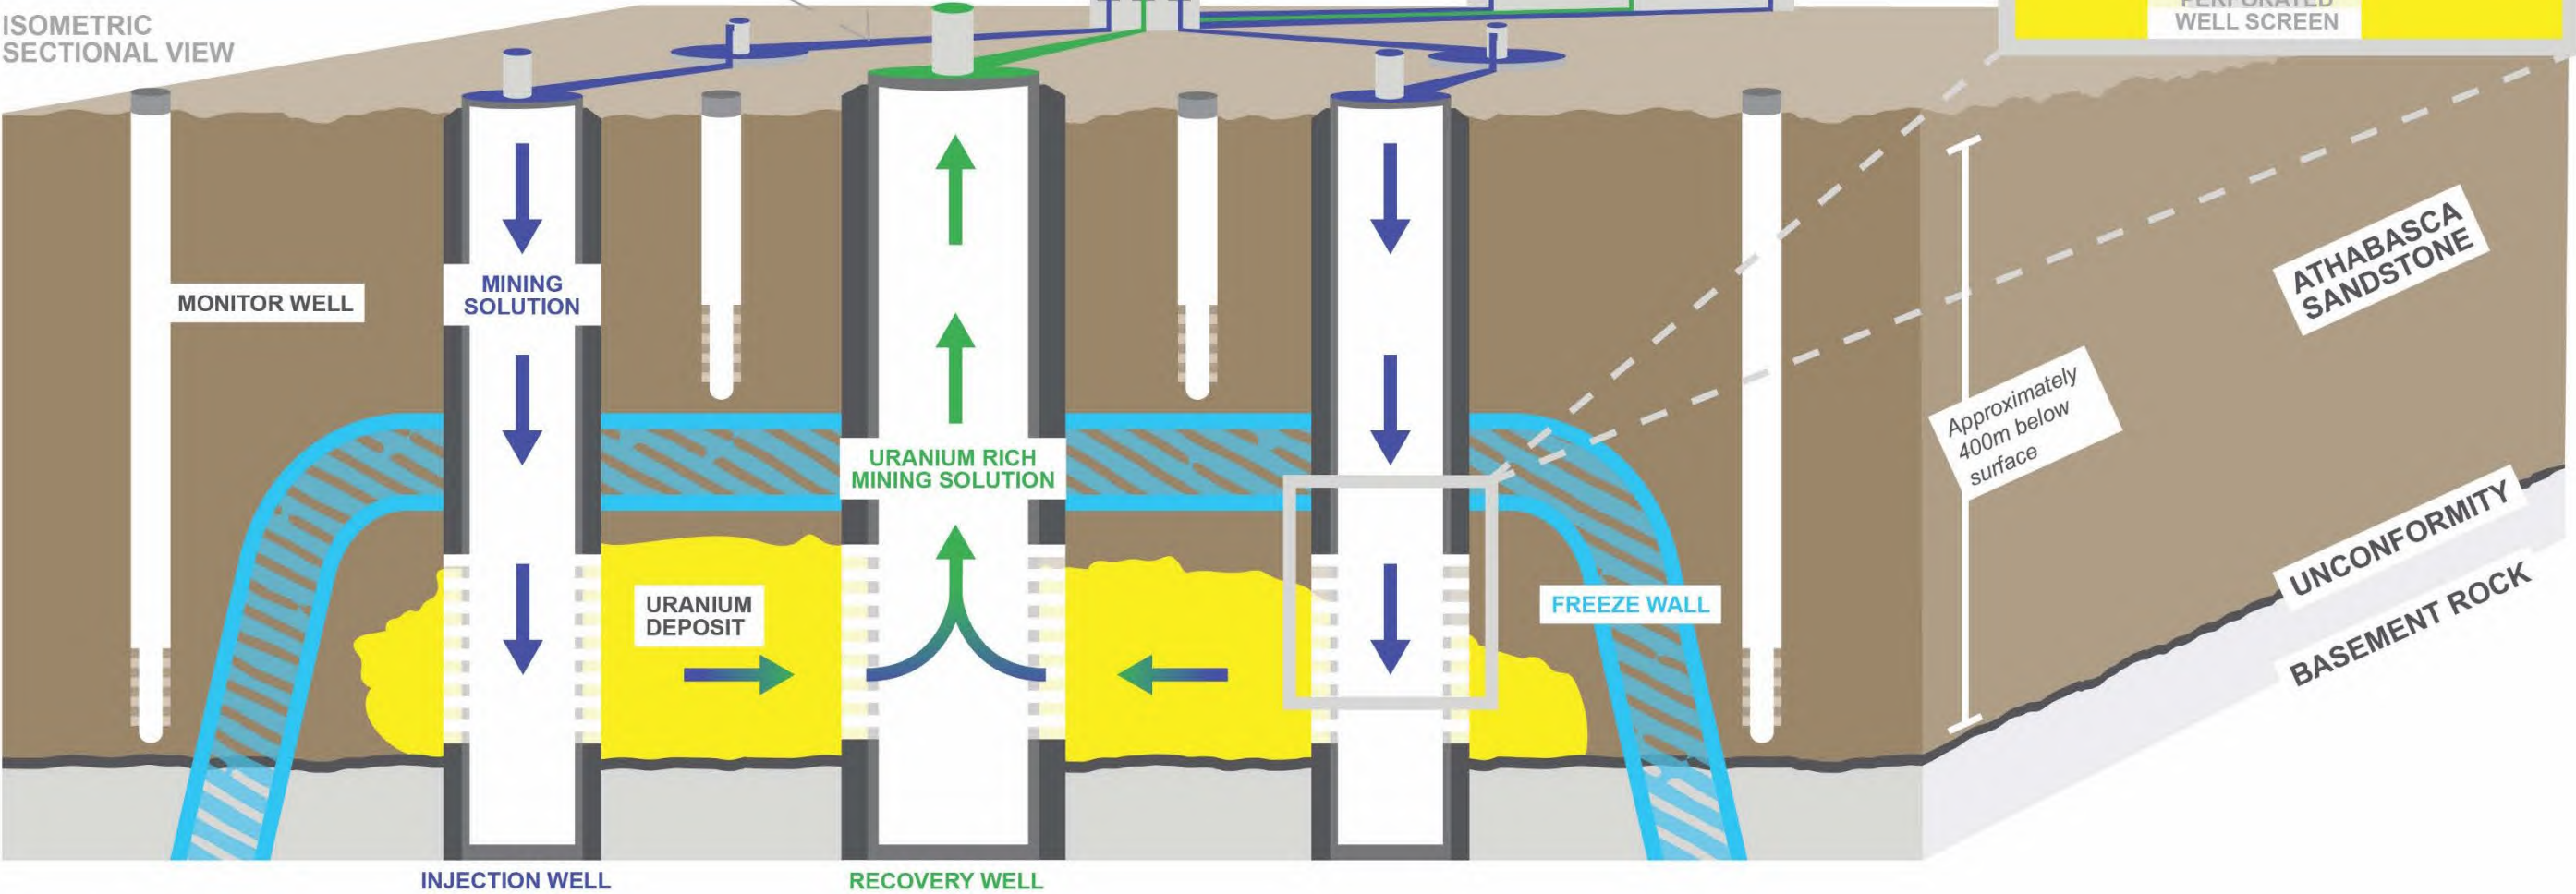 ISOMETRIC
SECTIONAL VIEW
PERFORATED
WELL SCREEN
MONITOR WELL
MINING
SOLUTION
URANIUM RICH
MINING SOLUTION
URANIUM
DEPOSIT
FREEZE WALL
Approximately
400m below
surface
ATHABASCA
SANDSTONE
UNCONFORMITY
BASEMENT ROCK
INJECTION WELL
RECOVERY WELL